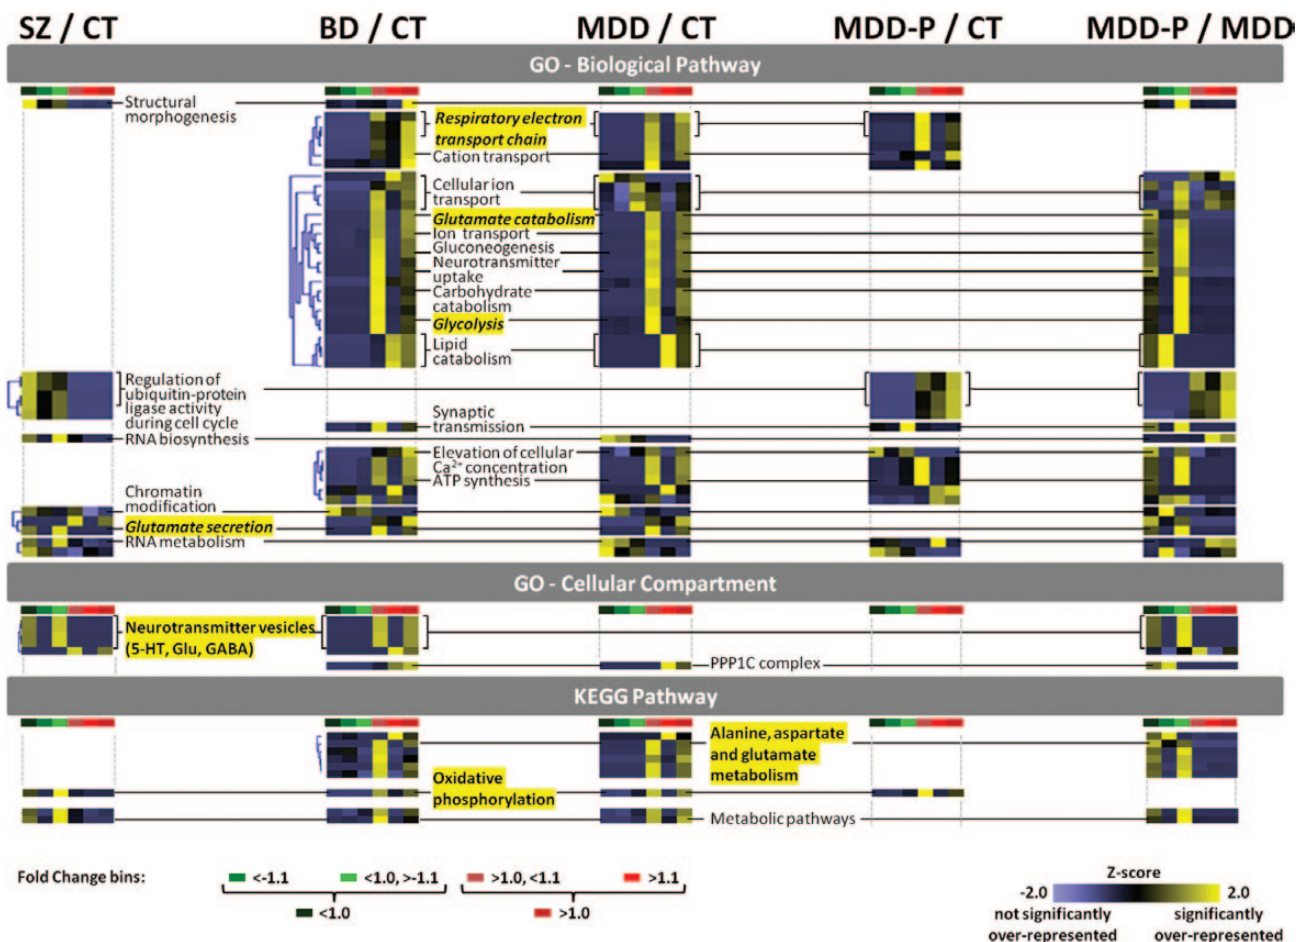 SZ / CT BD / CT MDD / CT MDD-P / CT MDD-P / MDD
GO - Biological Pathway
Structural
morphogenesis
Respiratory electron
transport chain
Cation transport
Cellular ion
transport
Glutamate catabolism
Ion transport
Gluconeogenesis
Neurotransmitter
uptake
Carbohydrate
catabolism
Glycolysis
Lipid
catabolism
Regulation of
ubiquitin-protein
ligase activity
during cell cycle
Synaptic
transmission
RNA biosynthesis
Elevation of cellular
Ca²⁺ concentration
ATP synthesis
Chromatin
modification
Glutamate secretion
RNA metabolism
GO - Cellular Compartment
Neurotransmitter vesicles
(5-HT, Glu, GABA)
PPP1C complex
KEGG Pathway
Alanine, aspartate
and glutamate
metabolism
Oxidative
phosphorylation
Metabolic pathways
Fold Change bins: <-1.1 <1.0, >-1.1 >1.0, <1.1 >1.1
<1.0 >1.0
Z-score
-2.0 2.0
not significantly significantly
over-represented over-represented